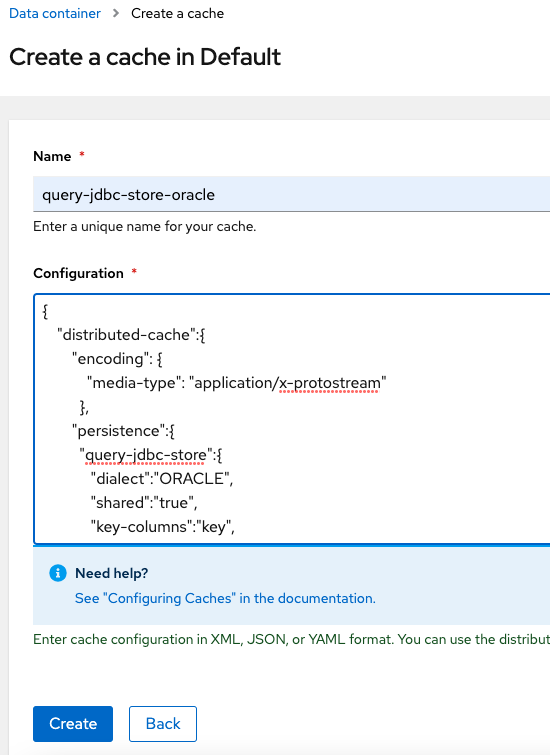 Data container > Create a cache
Create a cache in Default
Name *
query-jdbc-store-oracle
Enter a unique name for your cache.
Configuration *
{
"distributed-cache":{
"encoding": {
"media-type": "application/x-protostream"
},
"persistence":{
"query-jdbc-store":{
"dialect":"ORACLE",
"shared":"true",
"key-columns":"key",
Need help?
See "Configuring Caches" in the documentation.
Enter cache configuration in XML, JSON, or YAML format. You can use the distribut
Create Back